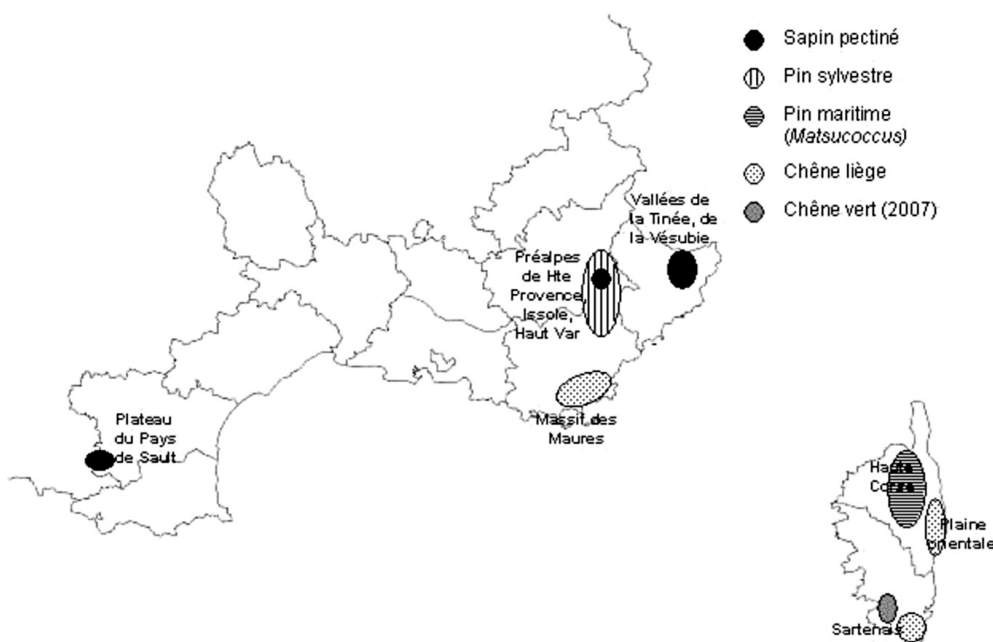 Sapin pectiné
Pin sylvestre
Pin maritime
(Matsucoccus)
Chêne liège
Chêne vert (2007)
Vallées de
la Tinée, de
la Vésubie
Préalpes
de Hte
Provence,
Issole,
Haut Var
Massif des
Maures
Plateau
du Pays
de Sault
Haute
Corse
Plaine
orientale
Sartenais